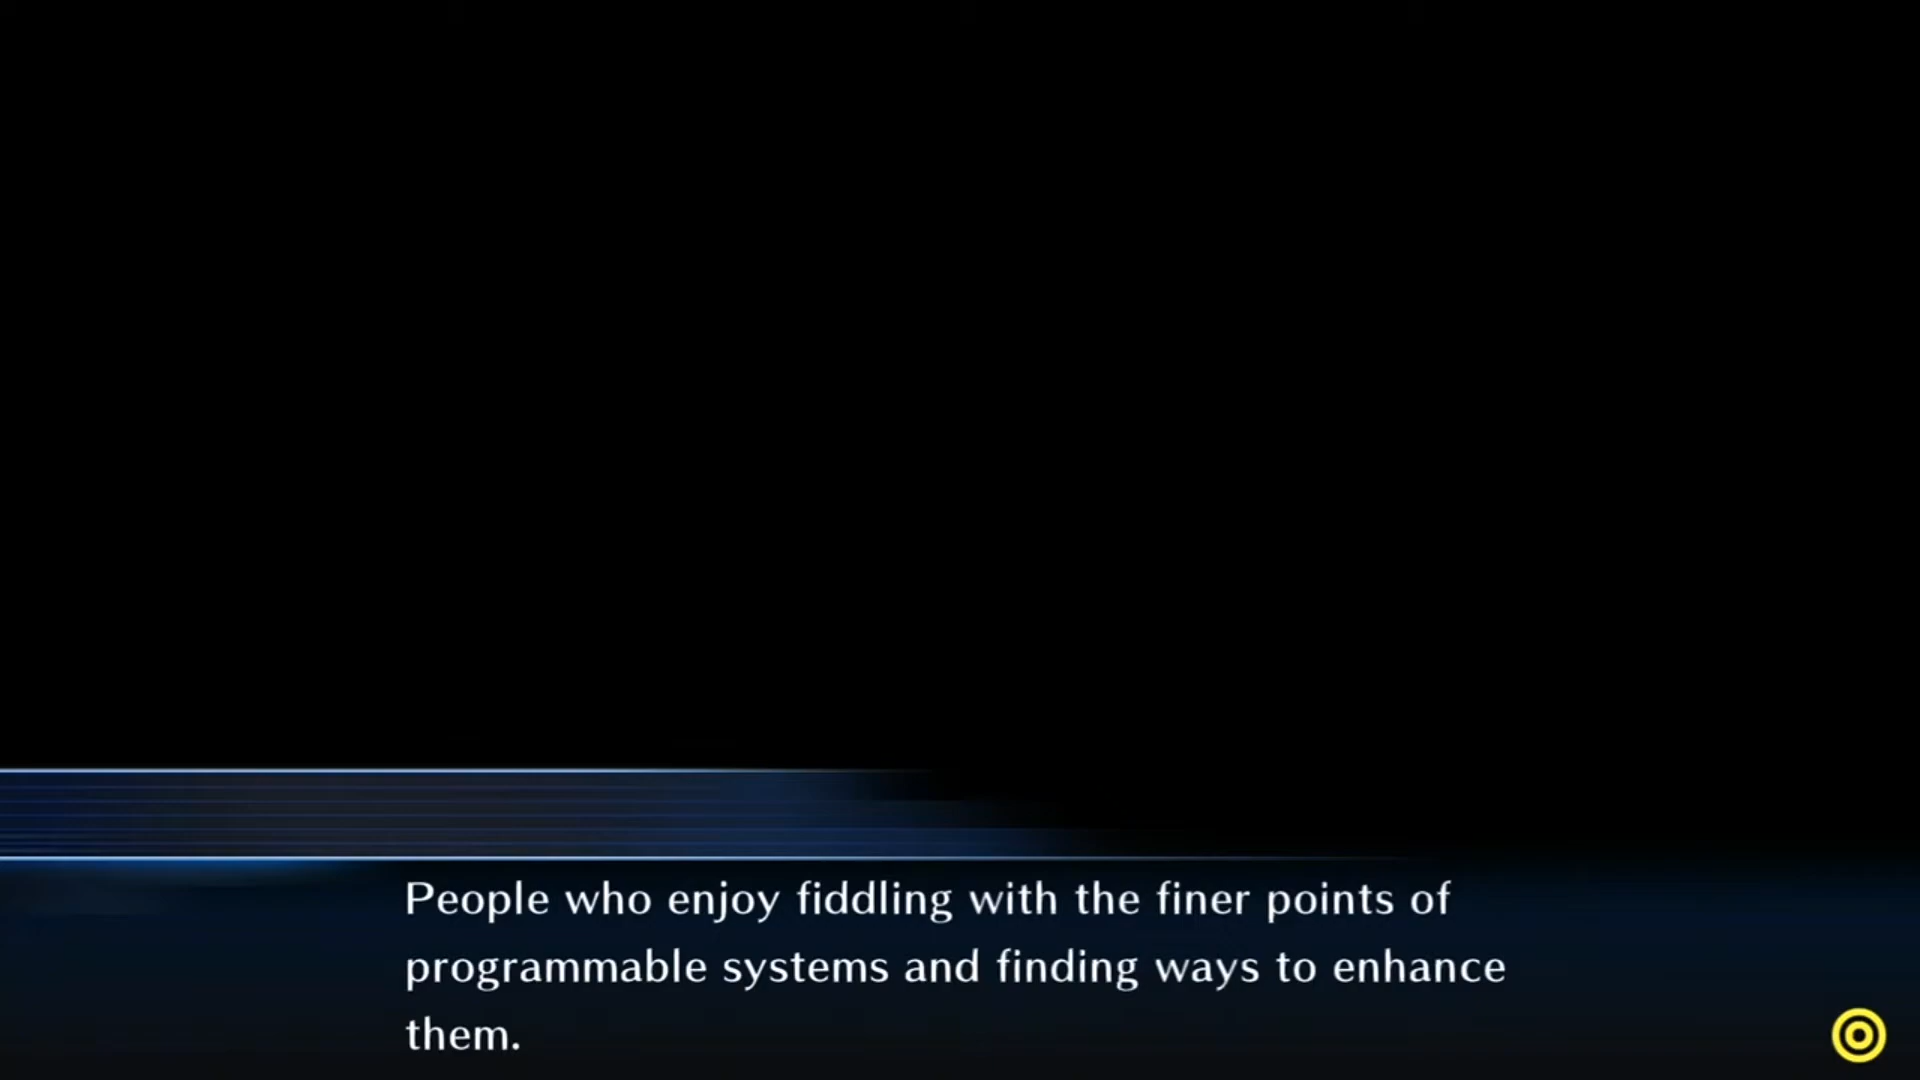 People who enjoy fiddling with the finer points of
programmable systems and finding ways to enhance
them.